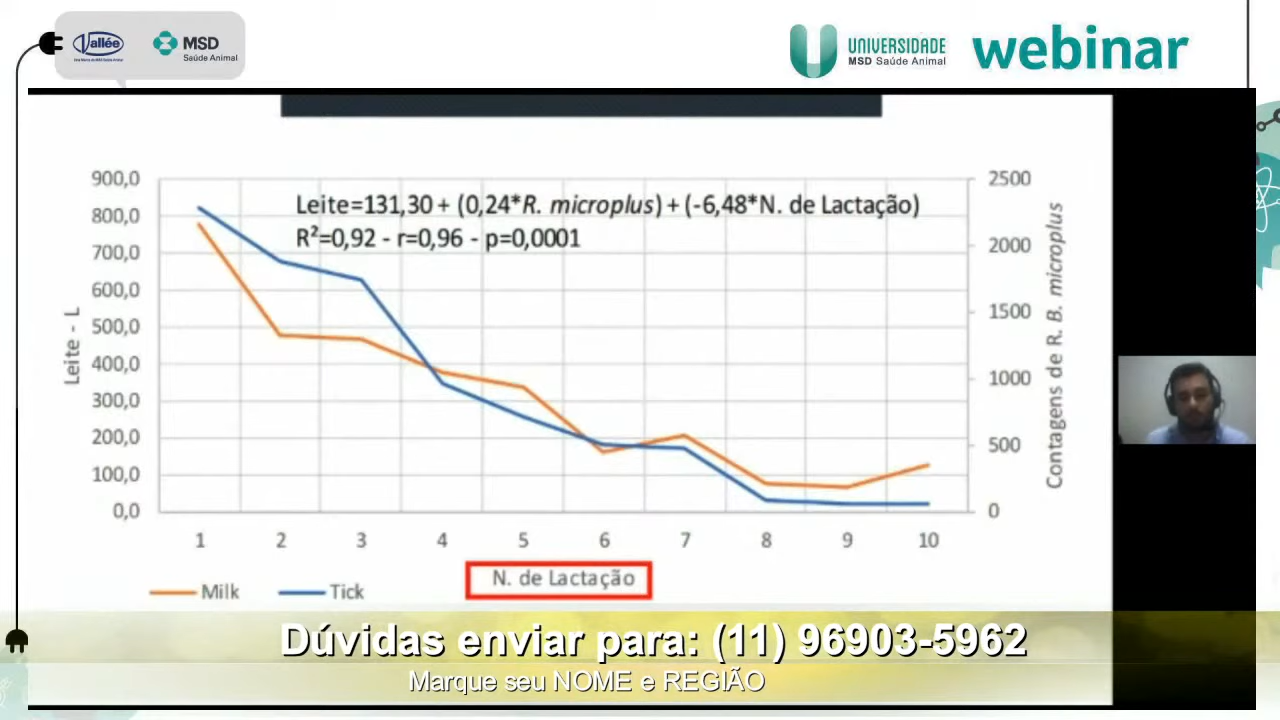 Vallée
MSD
Saúde Animal
UNIVERSIDADE
MSD Saúde Animal
webinar
Leite=131,30 + (0,24*R. microplus) + (-6,48*N. de Lactação)
R²=0,92 - r=0,96 - p=0,0001
900,0
800,0
700,0
600,0
500,0
400,0
300,0
200,0
100,0
0,0
Leite - L
2500
2000
1500
1000
500
0
Contagens de R. B. microplus
1 2 3 4 5 6 7 8 9 10
N. de Lactação
Milk Tick
Dúvidas enviar para: (11) 96903-5962
Marque seu NOME e REGIÃO